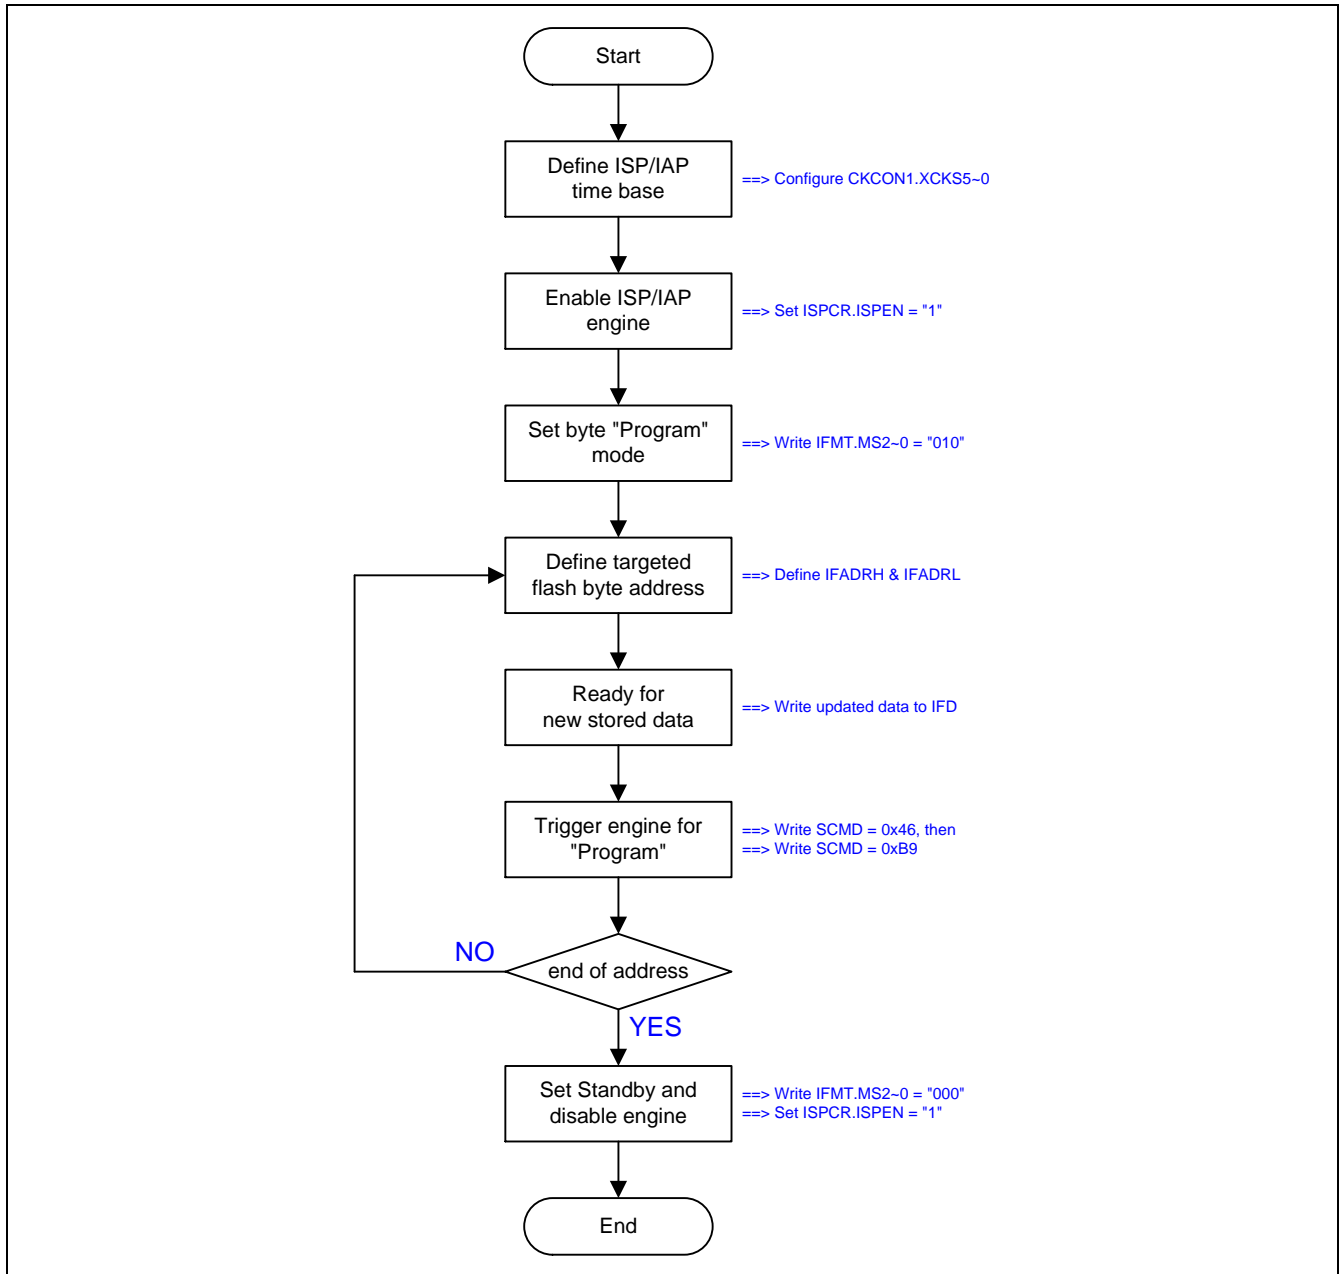 Start
Define ISP/IAP
time base
==> Configure CKCON1.XCKS5~0
Enable ISP/IAP
engine
==> Set ISPCR.ISPEN = "1"
Set byte "Program"
mode
==> Write IFMT.MS2~0 = "010"
Define targeted
flash byte address
==> Define IFADRH & IFADRL
Ready for
new stored data
==> Write updated data to IFD
Trigger engine for
"Program"
==> Write SCMD = 0x46, then
==> Write SCMD = 0xB9
NO
end of address
YES
Set Standby and
disable engine
==> Write IFMT.MS2~0 = "000"
==> Set ISPCR.ISPEN = "1"
End